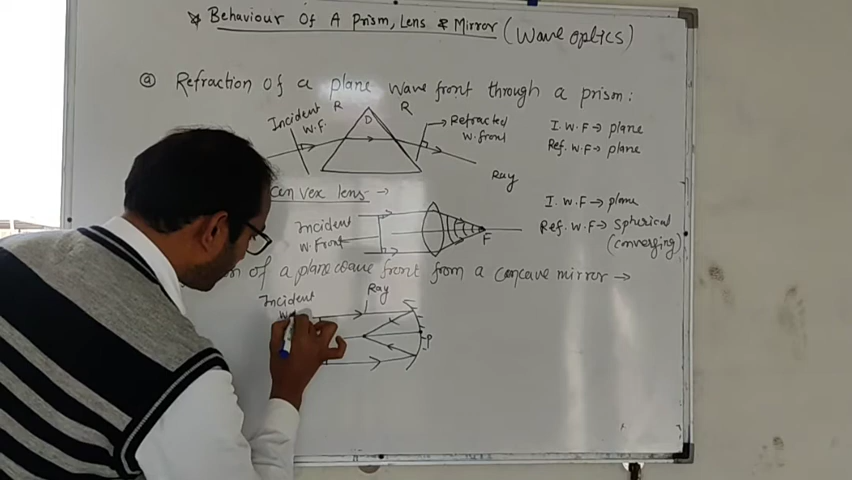 Behaviour Of A Prism, Lens & Mirror (Wave optics)
ⓐ Refraction of a plane wave front through a prism:
Incident
W.F.
R
D
R
Refracted
W. front
I. W. F → plane
Ref. W. F → plane
Ray
convex lens →
Incident
W. Front
F
I. W. F → plane
Ref. W. F → Spherical
(converging)
of a plane wave front from a concave mirror →
Incident
Ray
P